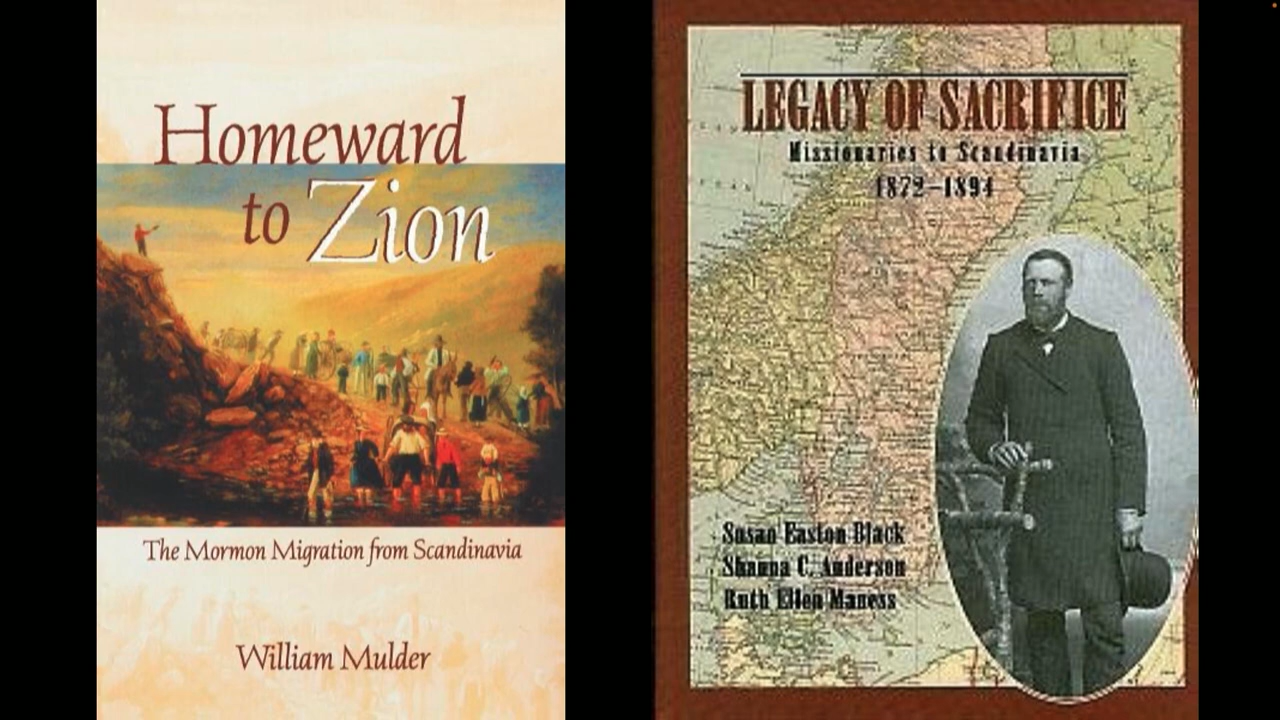 Homeward
to Zion
The Mormon Migration from Scandinavia
William Mulder
LEGACY OF SACRIFICE
Missionaries to Scandinavia
1872–1894
Susan Easton Black
Shauna C. Anderson
Ruth Ellen Maness